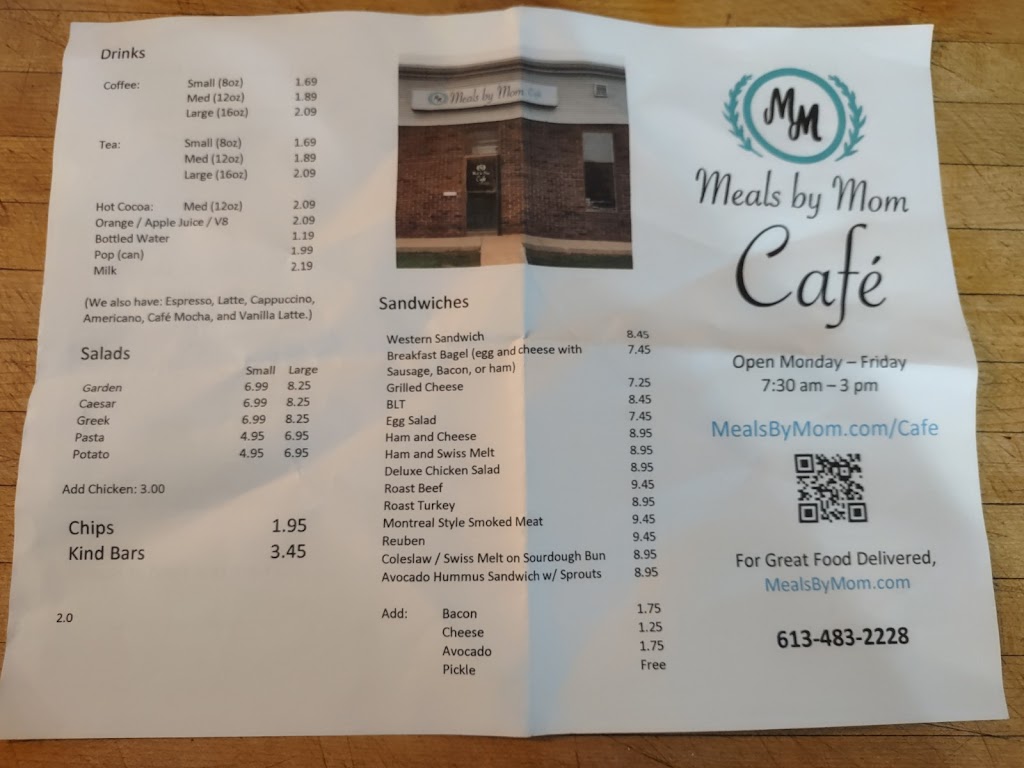 Drinks
Coffee: Small (8oz) 1.69
Med (12oz) 1.89
Large (16oz) 2.09
Tea: Small (8oz) 1.69
Med (12oz) 1.89
Large (16oz) 2.09
Hot Cocoa: Med (12oz) 2.09
Orange / Apple Juice / V8 2.09
Bottled Water 1.19
Pop (can) 1.99
Milk 2.19
(We also have: Espresso, Latte, Cappuccino,
Americano, Café Mocha, and Vanilla Latte.)
Salads
Small Large
Garden 6.99 8.25
Caesar 6.99 8.25
Greek 6.99 8.25
Pasta 4.95 6.95
Potato 4.95 6.95
Add Chicken: 3.00
Chips 1.95
Kind Bars 3.45
2.0
Meals by Mom Café
Sandwiches
Western Sandwich 8.45
Breakfast Bagel (egg and cheese with 7.45
Sausage, Bacon, or ham)
Grilled Cheese 7.25
BLT 8.45
Egg Salad 7.45
Ham and Cheese 8.95
Ham and Swiss Melt 8.95
Deluxe Chicken Salad 8.95
Roast Beef 9.45
Roast Turkey 8.95
Montreal Style Smoked Meat 9.45
Reuben 9.45
Coleslaw / Swiss Melt on Sourdough Bun 8.95
Avocado Hummus Sandwich w/ Sprouts 8.95
Add: Bacon 1.75
Cheese 1.25
Avocado 1.75
Pickle Free
MM
Meals by Mom
Café
Open Monday – Friday
7:30 am – 3 pm
MealsByMom.com/Cafe
For Great Food Delivered,
MealsByMom.com
613-483-2228